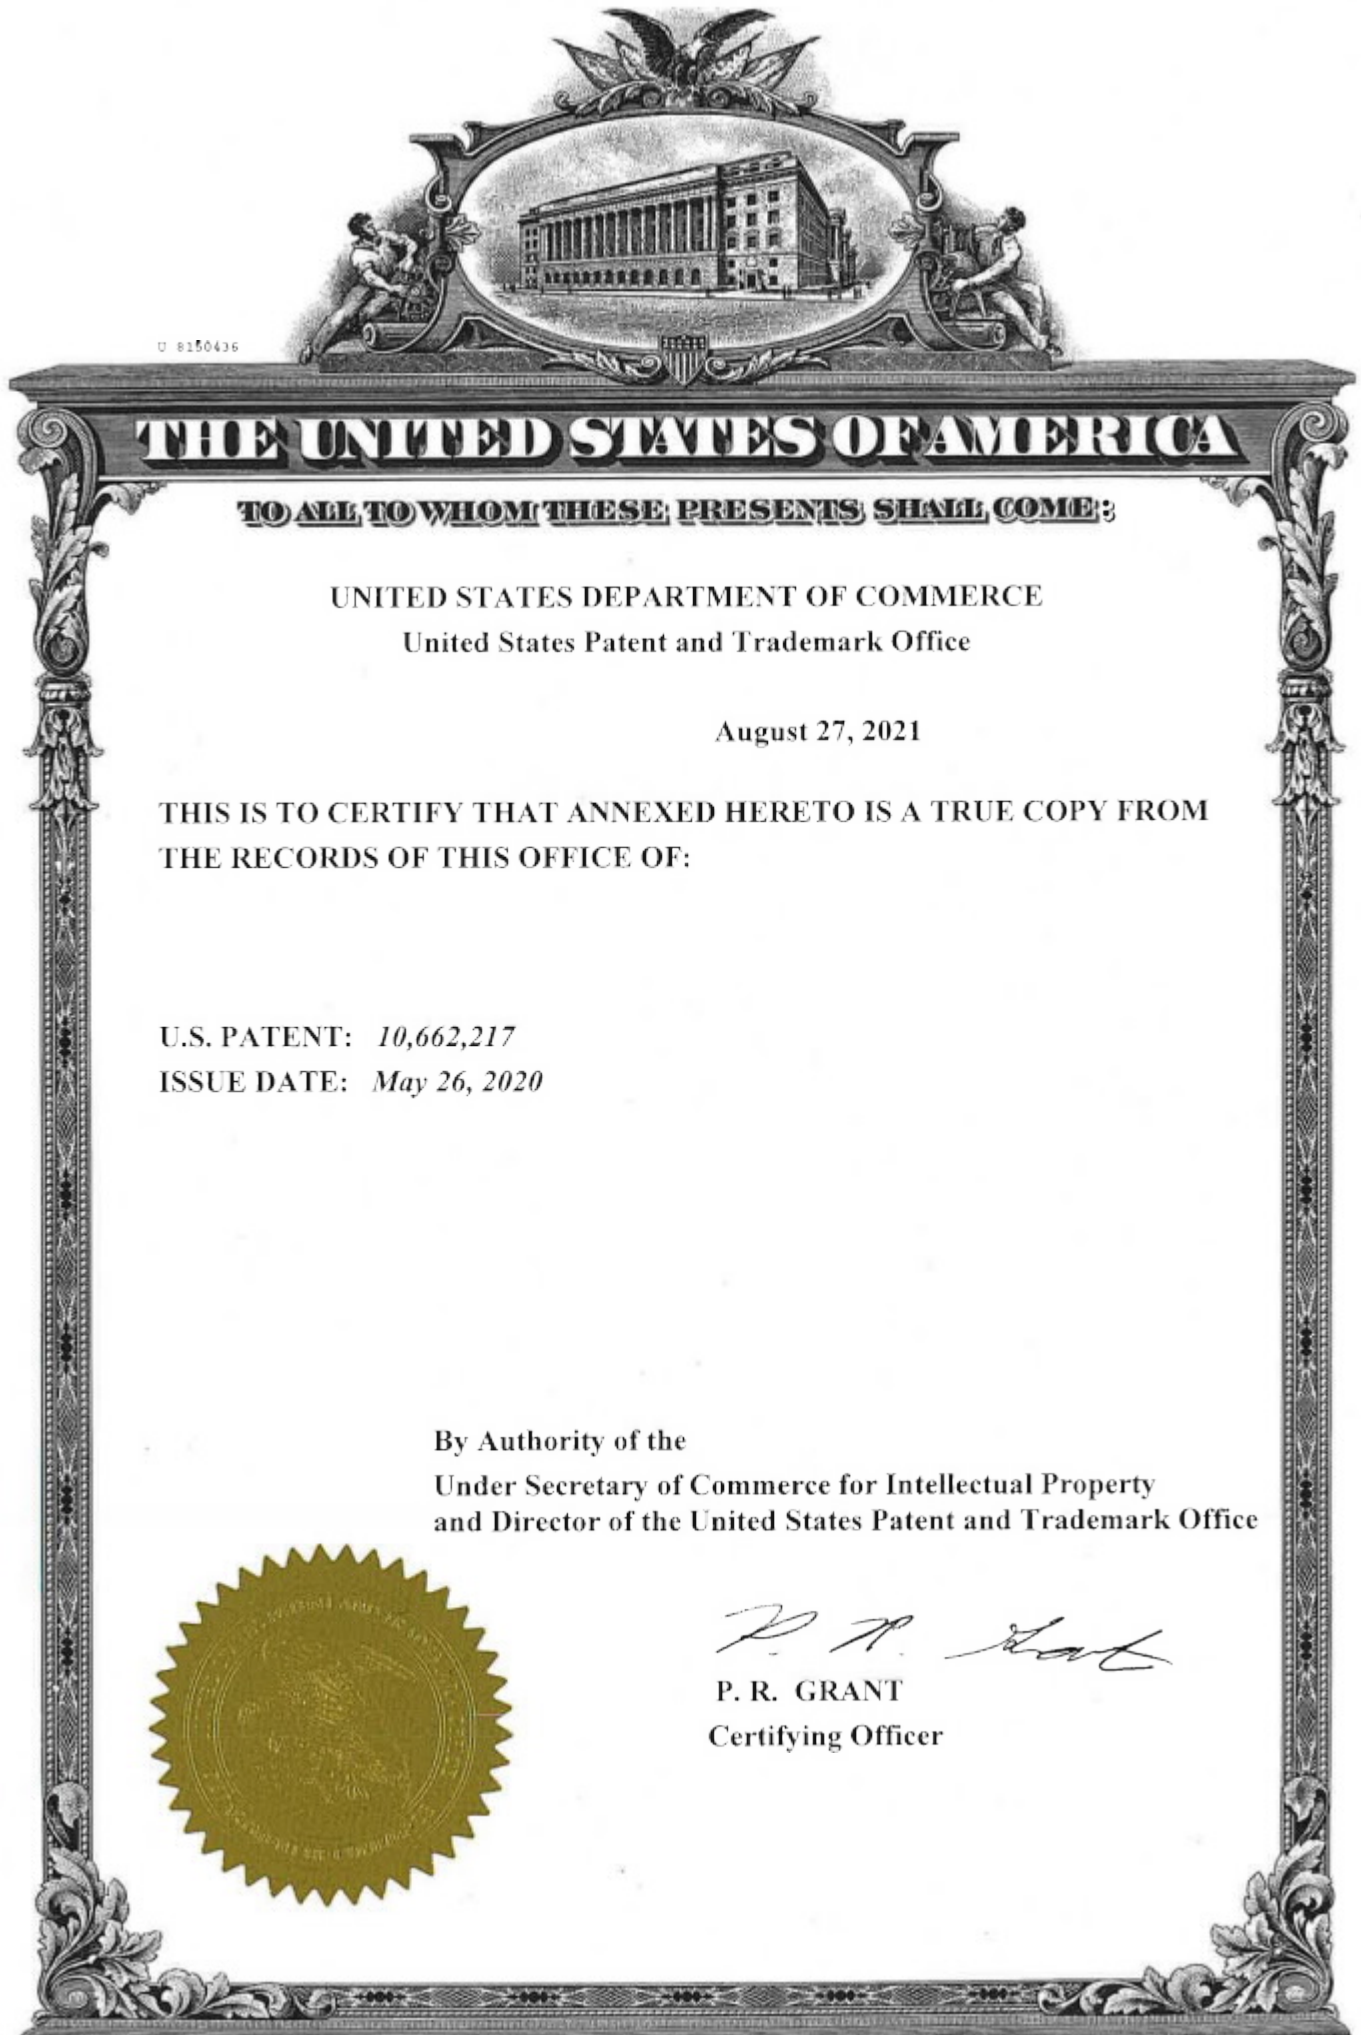 U 8150436
THE UNITED STATES OF AMERICA
TO ALL TO WHOM THESE PRESENTS SHALL COME:
UNITED STATES DEPARTMENT OF COMMERCE
United States Patent and Trademark Office
August 27, 2021
THIS IS TO CERTIFY THAT ANNEXED HERETO IS A TRUE COPY FROM
THE RECORDS OF THIS OFFICE OF:
U.S. PATENT: 10,662,217
ISSUE DATE: May 26, 2020
By Authority of the
Under Secretary of Commerce for Intellectual Property
and Director of the United States Patent and Trademark Office
P. R. Grant
P. R. GRANT
Certifying Officer